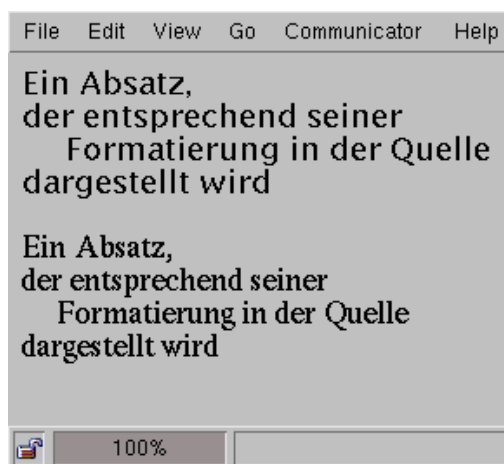 File Edit View Go Communicator Help
Ein Absatz,
der entsprechend seiner
Formatierung in der Quelle
dargestellt wird
Ein Absatz,
der entsprechend seiner
Formatierung in der Quelle
dargestellt wird
100%